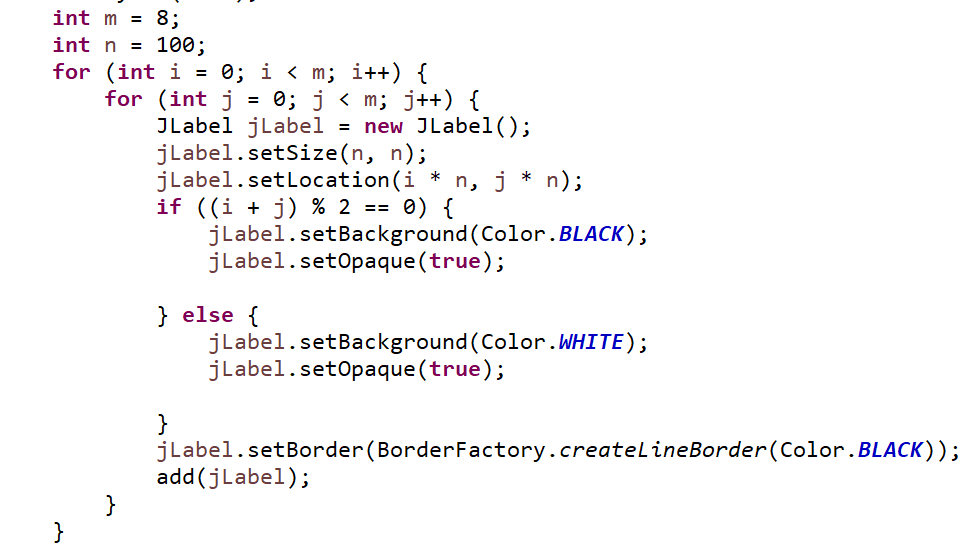 int m = 8;
int n = 100;
for (int i = 0; i < m; i++) {
for (int j = 0; j < m; j++) {
JLabel jLabel = new JLabel();
jLabel.setSize(n, n);
jLabel.setLocation(i * n, j * n);
if ((i + j) % 2 == 0) {
jLabel.setBackground(Color.BLACK);
jLabel.setOpaque(true);
} else {
jLabel.setBackground(Color.WHITE);
jLabel.setOpaque(true);
}
jLabel.setBorder(BorderFactory.createLineBorder(Color.BLACK));
add(jLabel);
}
}